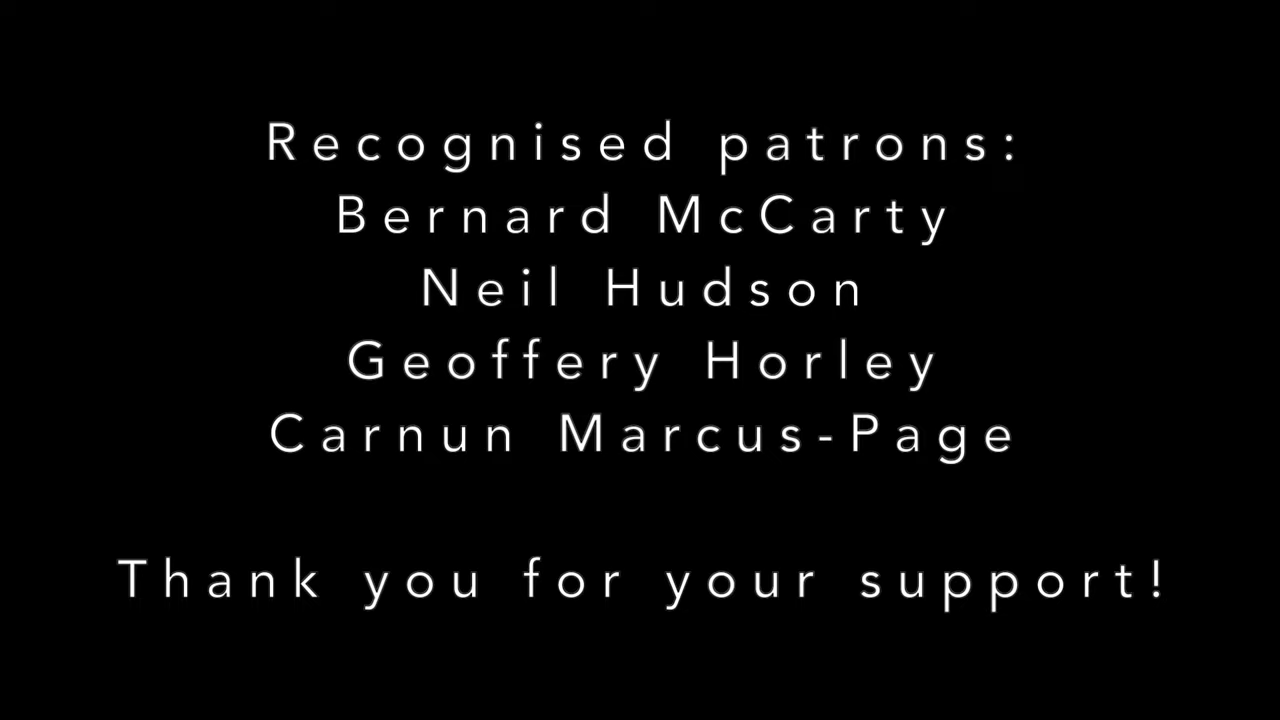 Recognised patrons:
Bernard McCarty
Neil Hudson
Geoffery Horley
Carnun Marcus-Page
Thank you for your support!